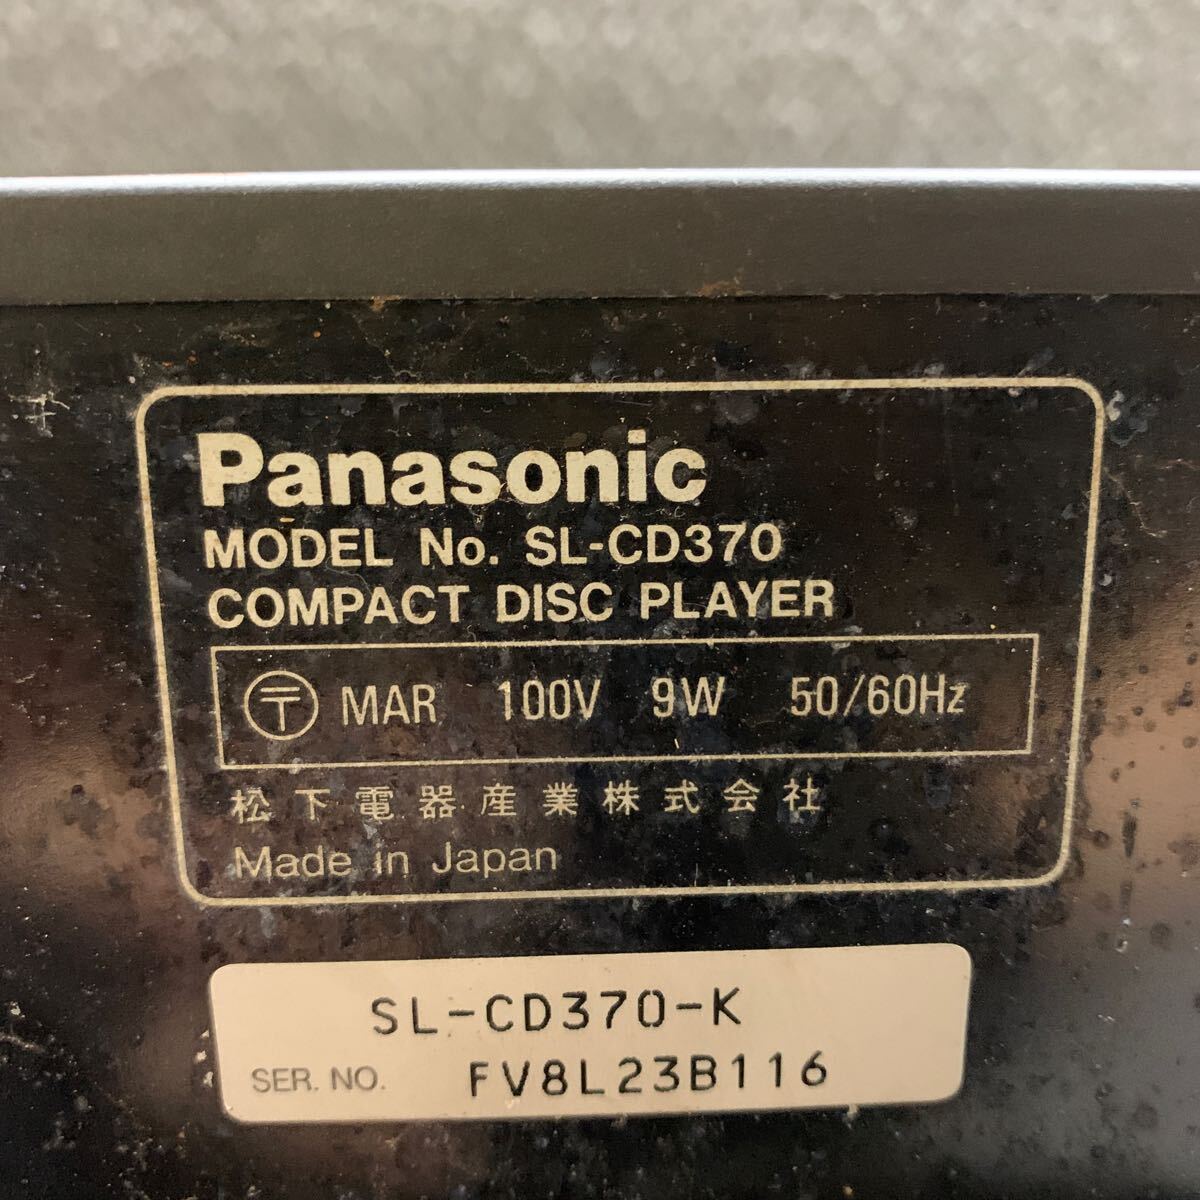 Panasonic
MODEL No. SL-CD370
COMPACT DISC PLAYER
〒 MAR 100V 9W 50/60Hz
松下電器産業株式会社
Made in Japan
SL-CD370-K
SER. NO. FV8L23B116